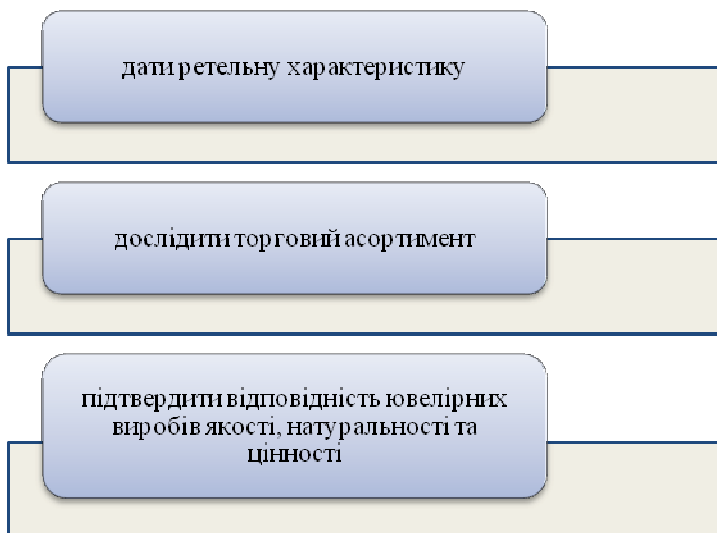 дати ретельну характеристику
дослідити торговий асортимент
підтвердити відповідність ювелірних
виробів якості, натуральності та
цінності